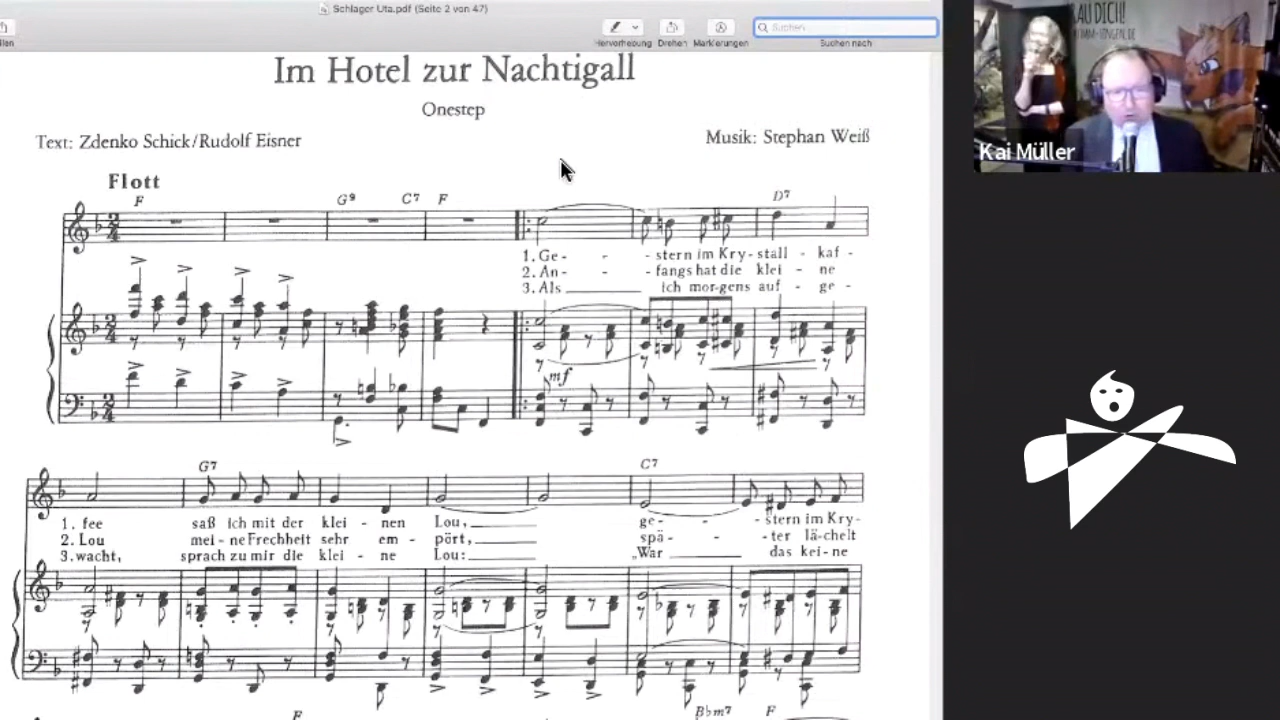 Schlager Uta.pdf (Seite 2 von 47)
Suchen
Hervorhebung Drehen Markierungen Suchen nach
Im Hotel zur Nachtigall
Onestep
Text: Zdenko Schick/Rudolf Eisner
Musik: Stephan Weiß
Flott
F G9 C7 F D7
1. Ge - - - stern im Kry - stall - kaf -
2. An - - - fangs hat die klei - ne
3. Als ich mor-gens auf - ge -
mf
G7 C7
1. fee saß ich mit der klei - nen Lou, ge - - - stern im Kry-
2. Lou mei - ne Frechheit sehr em - pört, spä - - - ter lä-chelt
3. wacht, sprach zu mir die klei - ne Lou: „War das kei-ne
F Bbm7 F
RAU DICH!
Kai Müller